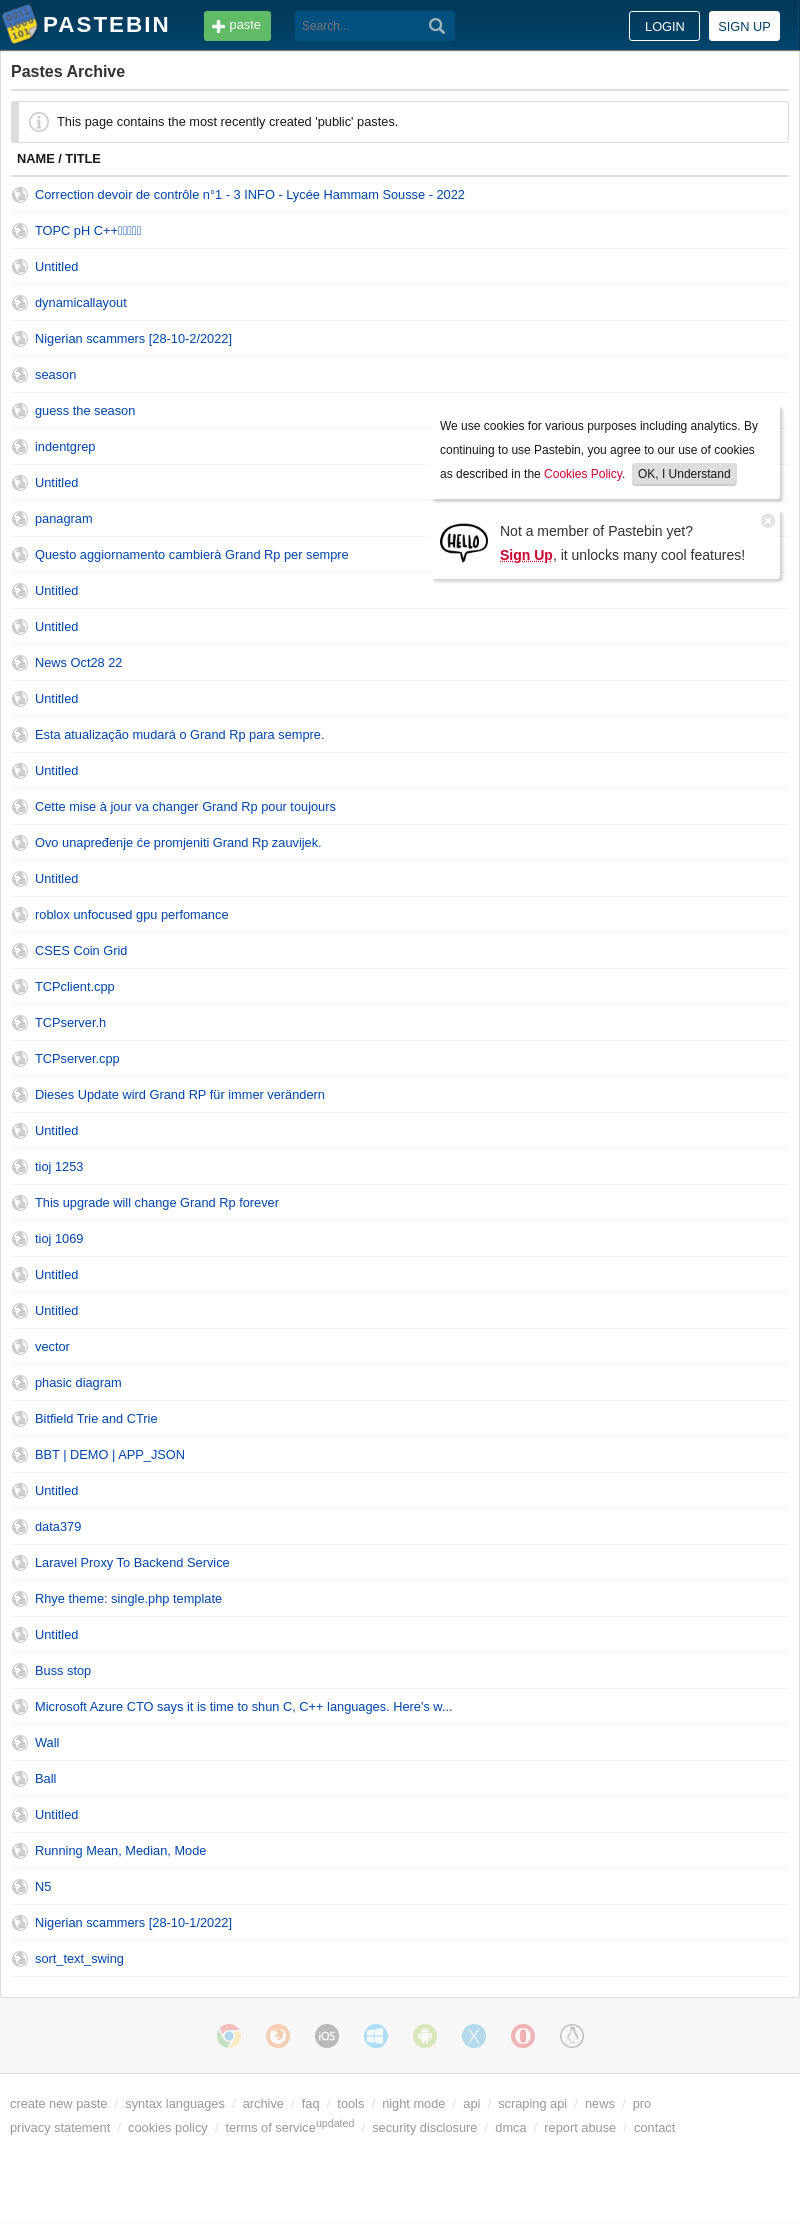 PASTEBIN
paste
Search...
LOGIN
SIGN UP
Pastes Archive
This page contains the most recently created 'public' pastes.
NAME / TITLE
Correction devoir de contrôle n°1 - 3 INFO - Lycée Hammam Sousse - 2022
TOPC pH C++
Untitled
dynamicallayout
Nigerian scammers [28-10-2/2022]
season
guess the season
indentgrep
Untitled
panagram
Questo aggiornamento cambierà Grand Rp per sempre
We use cookies for various purposes including analytics. By
continuing to use Pastebin, you agree to our use of cookies
as described in the Cookies Policy. OK, I Understand
HELLO
Not a member of Pastebin yet?
Sign Up, it unlocks many cool features!
Untitled
Untitled
News Oct28 22
Untitled
Esta atualização mudará o Grand Rp para sempre.
Untitled
Cette mise à jour va changer Grand Rp pour toujours
Ovo unapređenje će promjeniti Grand Rp zauvijek.
Untitled
roblox unfocused gpu perfomance
CSES Coin Grid
TCPclient.cpp
TCPserver.h
TCPserver.cpp
Dieses Update wird Grand RP für immer verändern
Untitled
tioj 1253
This upgrade will change Grand Rp forever
tioj 1069
Untitled
Untitled
vector
phasic diagram
Bitfield Trie and CTrie
BBT | DEMO | APP_JSON
Untitled
data379
Laravel Proxy To Backend Service
Rhye theme: single.php template
Untitled
Buss stop
Microsoft Azure CTO says it is time to shun C, C++ languages. Here's w...
Wall
Ball
Untitled
Running Mean, Median, Mode
N5
Nigerian scammers [28-10-1/2022]
sort_text_swing
iOS
create new paste / syntax languages / archive / faq / tools / night mode / api / scraping api / news / pro
privacy statement / cookies policy / terms of service updated / security disclosure / dmca / report abuse / contact